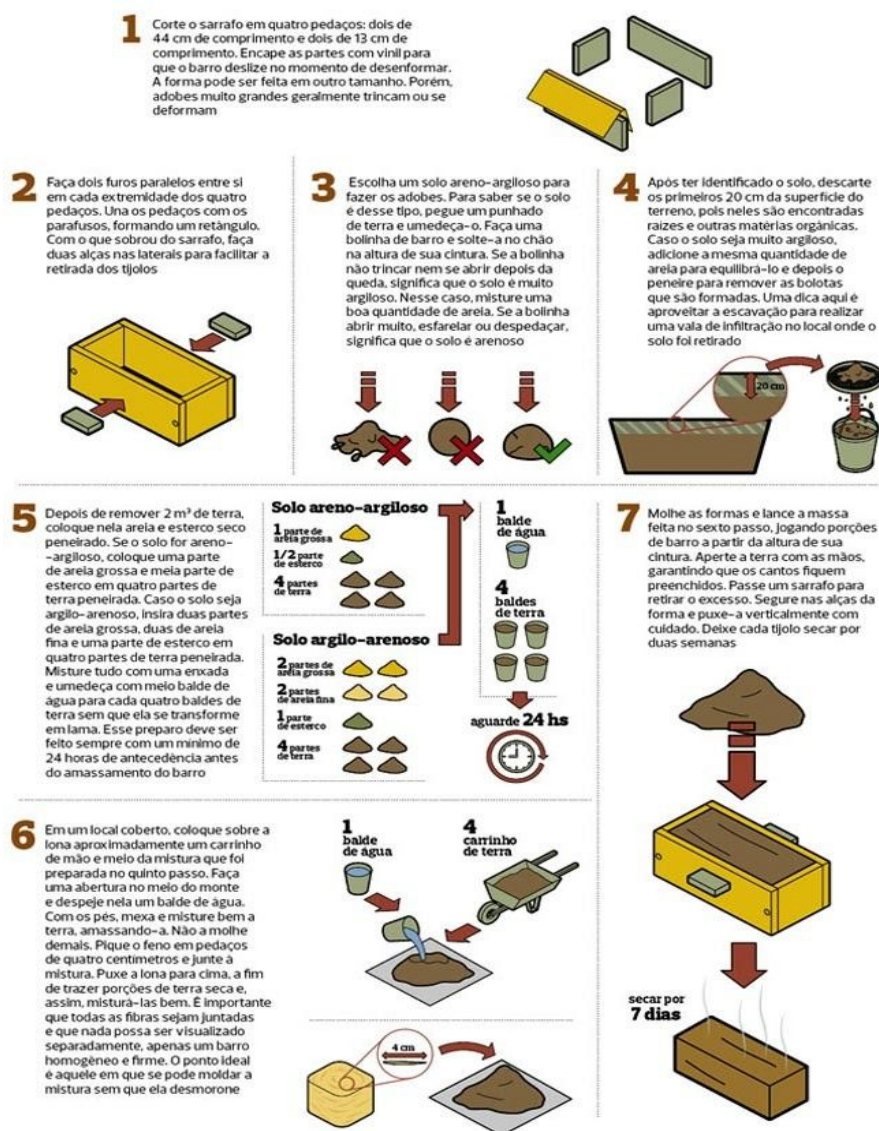 1
Corte o sarrafo em quatro pedaços: dois de
44 cm de comprimento e dois de 13 cm de
comprimento. Encape as partes com vinil para
que o barro deslize no momento de desenformar.
A forma pode ser feita em outro tamanho. Porém,
adobes muito grandes geralmente trincam ou se
deformam
2
Faça dois furos paralelos entre si
em cada extremidade dos quatro
pedaços. Una os pedaços com os
parafusos, formando um retângulo.
Com o que sobrou do sarrafo, faça
duas alças nas laterais para facilitar a
retirada dos tijolos
3
Escolha um solo areno-argiloso para
fazer os adobes. Para saber se o solo
é desse tipo, pegue um punhado
de terra e umedeça-o. Faça uma
bolinha de barro e solte-a no chão
na altura de sua cintura. Se a bolinha
não trincar nem se abrir depois da
queda, significa que o solo é muito
argiloso. Nesse caso, misture uma
boa quantidade de areia. Se a bolinha
abrir muito, esfarelar ou despedaçar,
significa que o solo é arenoso
4
Após ter identificado o solo, descarte
os primeiros 20 cm da superfície do
terreno, pois neles são encontradas
raízes e outras matérias orgânicas.
Caso o solo seja muito argiloso,
adicione a mesma quantidade de
areia para equilibrá-lo e depois o
peneire para remover as bolotas
que são formadas. Uma dica aqui é
aproveitar a escavação para realizar
uma vala de infiltração no local onde o
solo foi retirado
20 cm
5
Depois de remover 2 m³ de terra,
coloque nela areia e esterco seco
peneirado. Se o solo for areno-
-argiloso, coloque uma parte
de areia grossa e meia parte de
esterco em quatro partes de
terra peneirada. Caso o solo seja
argilo-arenoso, insira duas partes
de areia grossa, duas de areia
fina e uma parte de esterco em
quatro partes de terra peneirada.
Misture tudo com uma enxada
e umedeça com meio balde de
água para cada quatro baldes de
terra sem que ela se transforme
em lama. Esse preparo deve ser
feito sempre com um mínimo de
24 horas de antecedência antes
do amassamento do barro
Solo areno-argiloso
1 parte de
areia grossa
1/2 parte
de esterco
4 partes
de terra
Solo argilo-arenoso
2 partes de
areia grossa
2 partes
de areia fina
1 parte
de esterco
4 partes
de terra
1
balde
de água
4
baldes
de terra
aguarde 24 hs
6
Em um local coberto, coloque sobre a
lona aproximadamente um carrinho
de mão e meio da mistura que foi
preparada no quinto passo. Faça
uma abertura no meio do monte
e despeje nela um balde de água.
Com os pés, mexa e misture bem a
terra, amassando-a. Não a molhe
demais. Pique o feno em pedaços
de quatro centímetros e junte à
mistura. Puxe a lona para cima, a fim
de trazer porções de terra seca e,
assim, misturá-las bem. É importante
que todas as fibras sejam juntadas
e que nada possa ser visualizado
separadamente, apenas um barro
homogêneo e firme. O ponto ideal
é aquele em que se pode moldar a
mistura sem que ela desmorone
1
balde
de água
4
carrinho
de terra
4 cm
7
Molhe as formas e lance a massa
feita no sexto passo, jogando porções
de barro a partir da altura de sua
cintura. Aperte a terra com as mãos,
garantindo que os cantos fiquem
preenchidos. Passe um sarrafo para
retirar o excesso. Segure nas alças da
forma e puxe-a verticalmente com
cuidado. Deixe cada tijolo secar por
duas semanas
secar por
7 dias